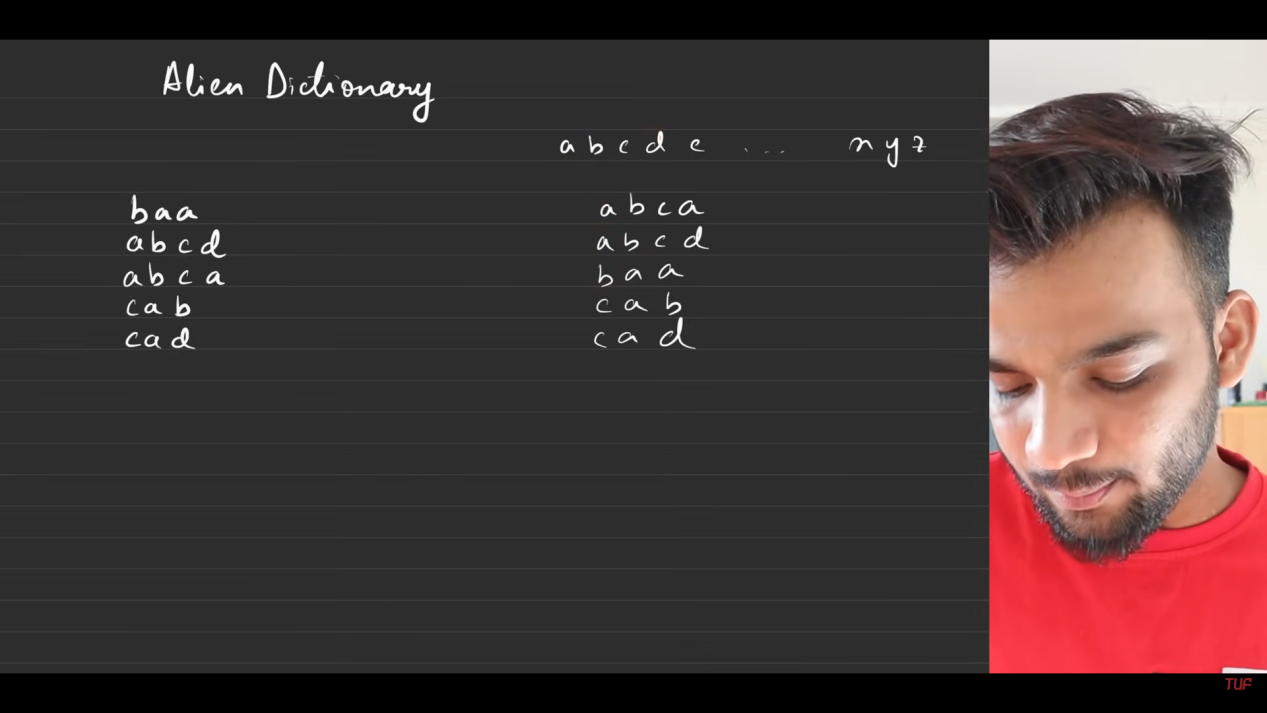 Alien Dictionary
a b c d e ... x y z
baa
abcd
abca
cab
cad
abca
abcd
baa
cab
cad
TUF